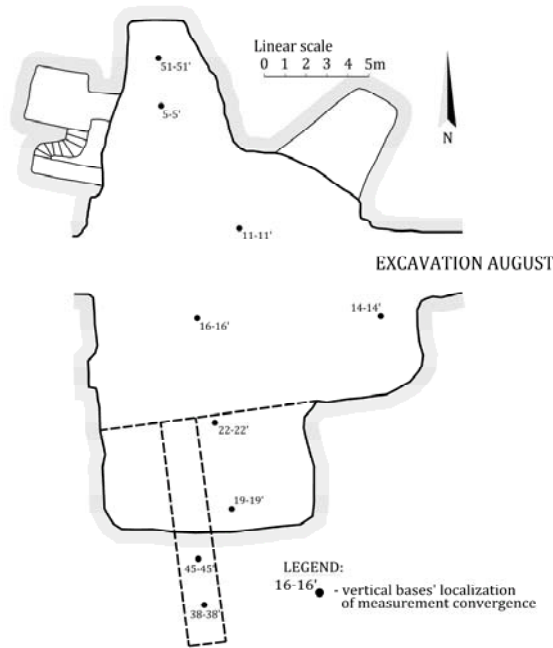 51-51'
Linear scale
0 1 2 3 4 5m
5-5'
N
11-11'
EXCAVATION AUGUST
14-14'
16-16'
22-22'
19-19'
45-45'
38-38'
LEGEND:
16-16'
- vertical bases' localization
of measurement convergence